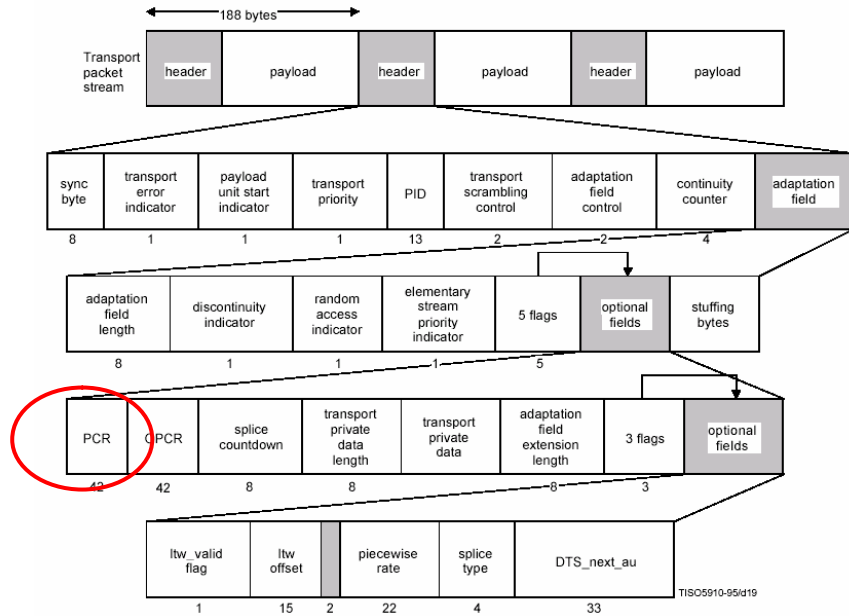 188 bytes
Transport
packet
stream
header
payload
header
payload
header
payload
sync
byte
transport
error
indicator
payload
unit start
indicator
transport
priority
PID
transport
scrambling
control
adaptation
field
control
continuity
counter
adaptation
field
8
1
1
1
13
2
2
4
adaptation
field
length
discontinuity
indicator
random
access
indicator
elementary
stream
priority
indicator
5 flags
optional
fields
stuffing
bytes
8
1
1
1
5
PCR
OPCR
splice
countdown
transport
private
data
length
transport
private
data
adaptation
field
extension
length
3 flags
optional
fields
42
42
8
8
8
3
ltw_valid
flag
ltw
offset
piecewise
rate
splice
type
DTS_next_au
TISO5910-95/d19
1
15
2
22
4
33